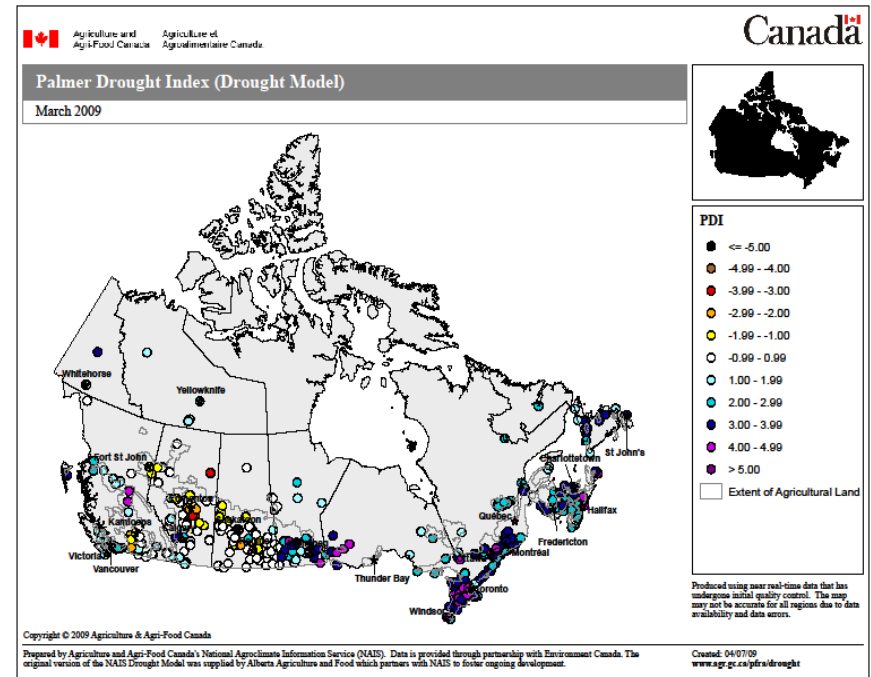 Agriculture and
Agri-Food Canada
Agriculture et
Agroalimentaire Canada
Canada
Palmer Drought Index (Drought Model)
March 2009
PDI
<= -5.00
-4.99 - -4.00
-3.99 - -3.00
-2.99 - -2.00
-1.99 - -1.00
-0.99 - 0.99
1.00 - 1.99
2.00 - 2.99
3.00 - 3.99
4.00 - 4.99
> 5.00
Extent of Agricultural Land
Whitehorse
Yellowknife
Fort St John
St John's
Charlottetown
Halifax
Québec
Fredericton
Montréal
Kamloops
Victoria
Vancouver
Thunder Bay
Toronto
Windsor
Produced using near real-time data that has
undergone initial quality control. The map
may not be accurate for all regions due to data
availability and data errors.
Copyright © 2009 Agriculture & Agri-Food Canada
Prepared by Agriculture and Agri-Food Canada's National Agroclimate Information Service (NAIS). Data is provided through partnership with Environment Canada. The
original version of the NAIS Drought Model was supplied by Alberta Agriculture and Food which partners with NAIS to foster ongoing development.
Created: 04/07/09
www.agr.gc.ca/pfra/drought